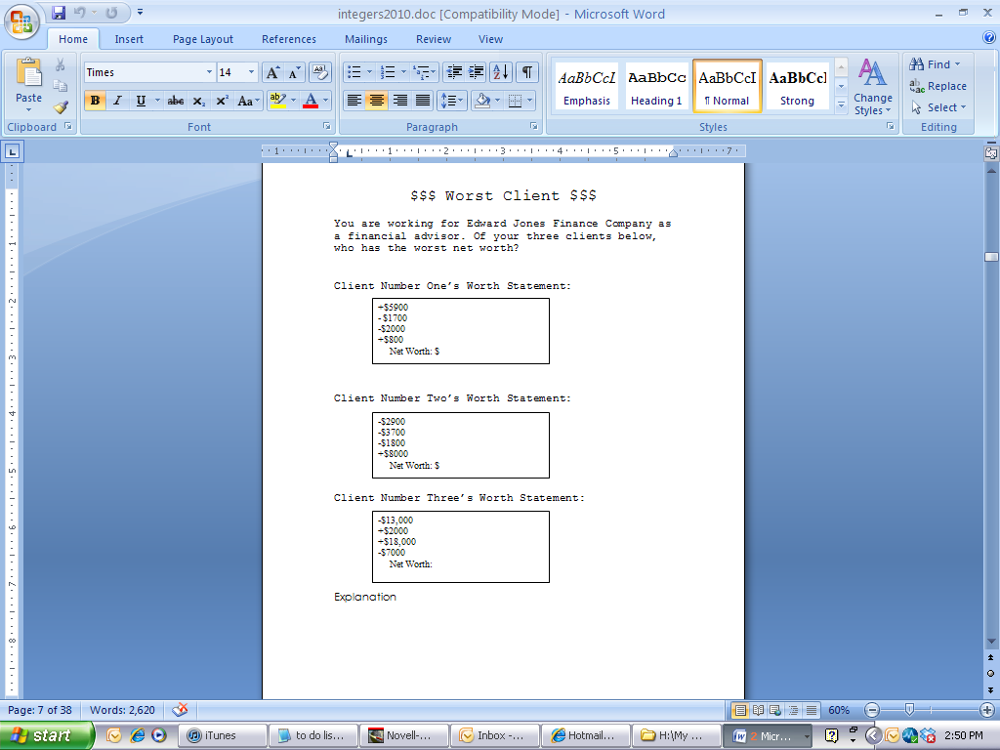 integers2010.doc [Compatibility Mode] - Microsoft Word
Home Insert Page Layout References Mailings Review View
Paste
Times 14
Find
Replace
Select
AaBbCcI AaBbCc AaBbCcI AaBbCcI
Emphasis Heading 1 ¶ Normal Strong
Change Styles
Clipboard Font Paragraph Styles Editing
$$$ Worst Client $$$
You are working for Edward Jones Finance Company as
a financial advisor. Of your three clients below,
who has the worst net worth?
Client Number One's Worth Statement:
+$5900
-$1700
-$2000
+$800
Net Worth: $
Client Number Two's Worth Statement:
-$2900
-$3700
-$1800
+$8000
Net Worth: $
Client Number Three's Worth Statement:
-$13,000
+$2000
+$18,000
-$7000
Net Worth:
Explanation
Page: 7 of 38 Words: 2,620 60%
start iTunes to do lis... Novell-... Inbox -... Hotmail... H:\My ... ? Micr... 2:50 PM